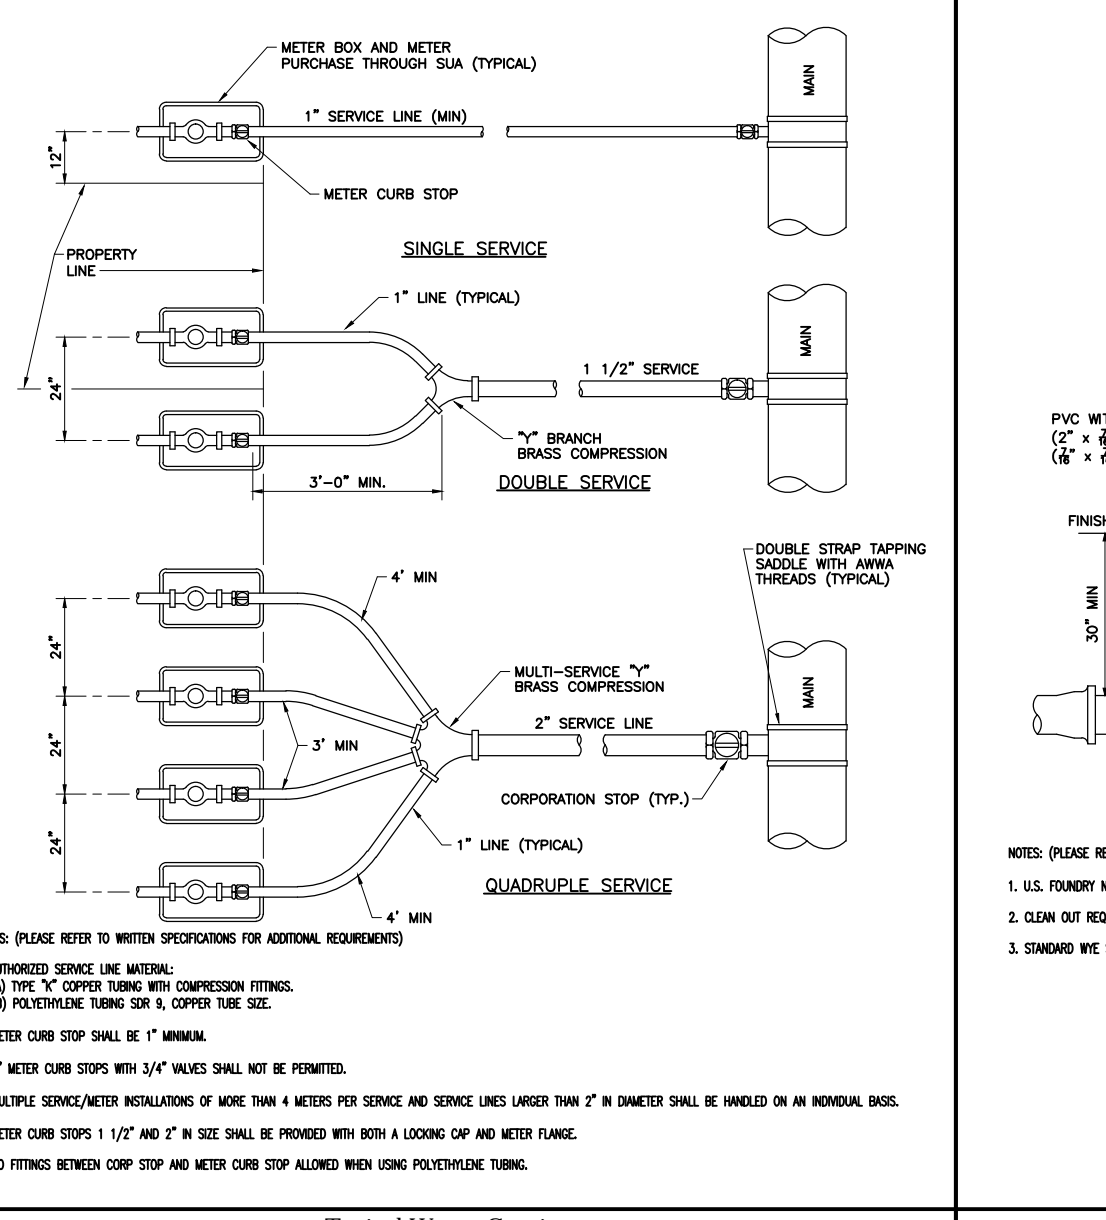 METER BOX AND METER
PURCHASE THROUGH SUA (TYPICAL)
MAIN
1" SERVICE LINE (MIN)
12"
METER CURB STOP
SINGLE SERVICE
PROPERTY
LINE
1" LINE (TYPICAL)
MAIN
1 1/2" SERVICE
24"
"Y" BRANCH
BRASS COMPRESSION
3'-0" MIN.
DOUBLE SERVICE
DOUBLE STRAP TAPPING
SADDLE WITH AWWA
THREADS (TYPICAL)
4' MIN
24"
MULTI-SERVICE "Y"
BRASS COMPRESSION
MAIN
2" SERVICE LINE
24"
3' MIN
CORPORATION STOP (TYP.)
24"
1" LINE (TYPICAL)
QUADRUPLE SERVICE
4' MIN
S: (PLEASE REFER TO WRITTEN SPECIFICATIONS FOR ADDITIONAL REQUIREMENTS)
UTHORIZED SERVICE LINE MATERIAL:
) TYPE "K" COPPER TUBING WITH COMPRESSION FITTINGS.
) POLYETHYLENE TUBING SDR 9, COPPER TUBE SIZE.
ETER CURB STOP SHALL BE 1" MINIMUM.
" METER CURB STOPS WITH 3/4" VALVES SHALL NOT BE PERMITTED.
ULTIPLE SERVICE/METER INSTALLATIONS OF MORE THAN 4 METERS PER SERVICE AND SERVICE LINES LARGER THAN 2" IN DIAMETER SHALL BE HANDLED ON AN INDIVIDUAL BASIS.
ETER CURB STOPS 1 1/2" AND 2" IN SIZE SHALL BE PROVIDED WITH BOTH A LOCKING CAP AND METER FLANGE.
O FITTINGS BETWEEN CORP STOP AND METER CURB STOP ALLOWED WHEN USING POLYETHYLENE TUBING.
PVC WIT
(2" x
(7/16" x
FINISH
30" MIN
NOTES: (PLEASE RE
1. U.S. FOUNDRY N
2. CLEAN OUT REQ
3. STANDARD WYE